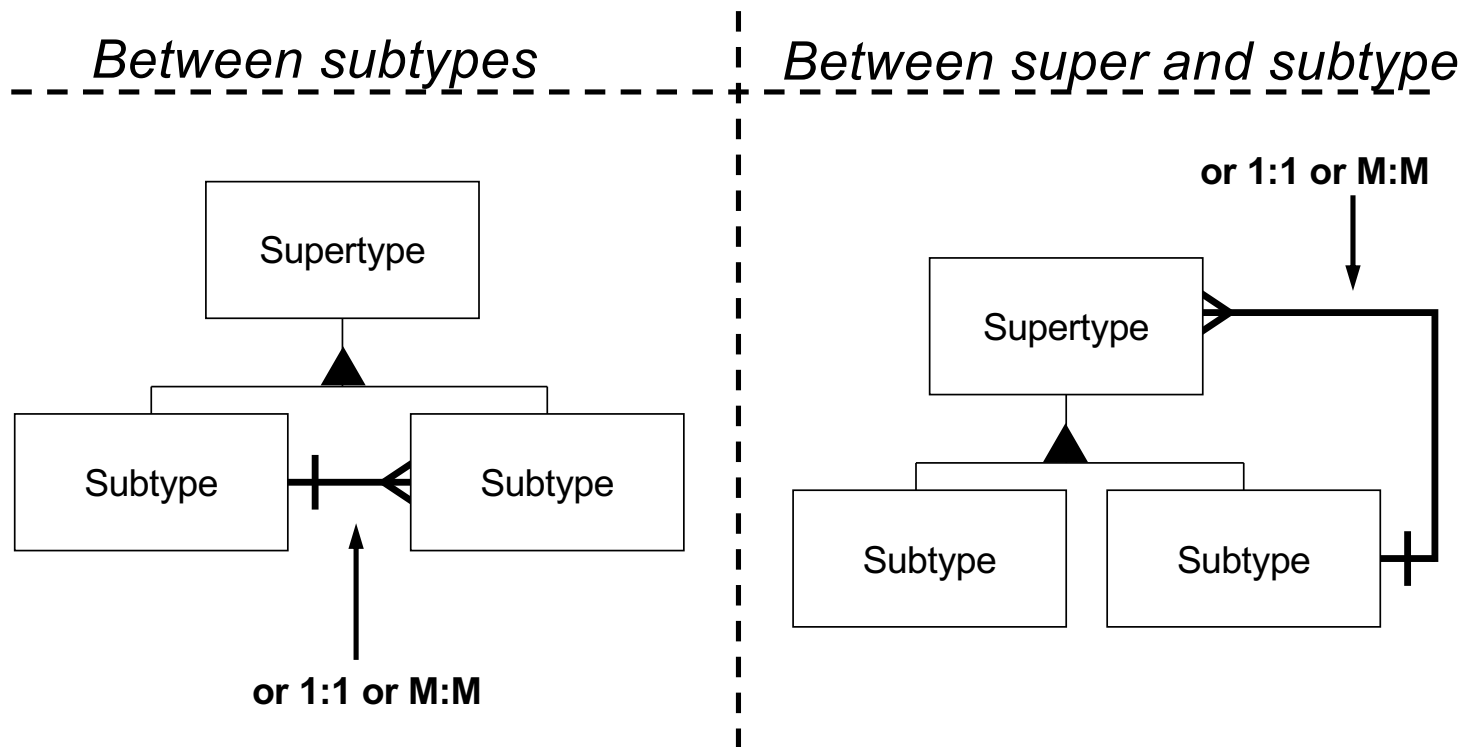 Between subtypes
Supertype
Subtype
Subtype
or 1:1 or M:M
Between super and subtype
or 1:1 or M:M
Supertype
Subtype
Subtype